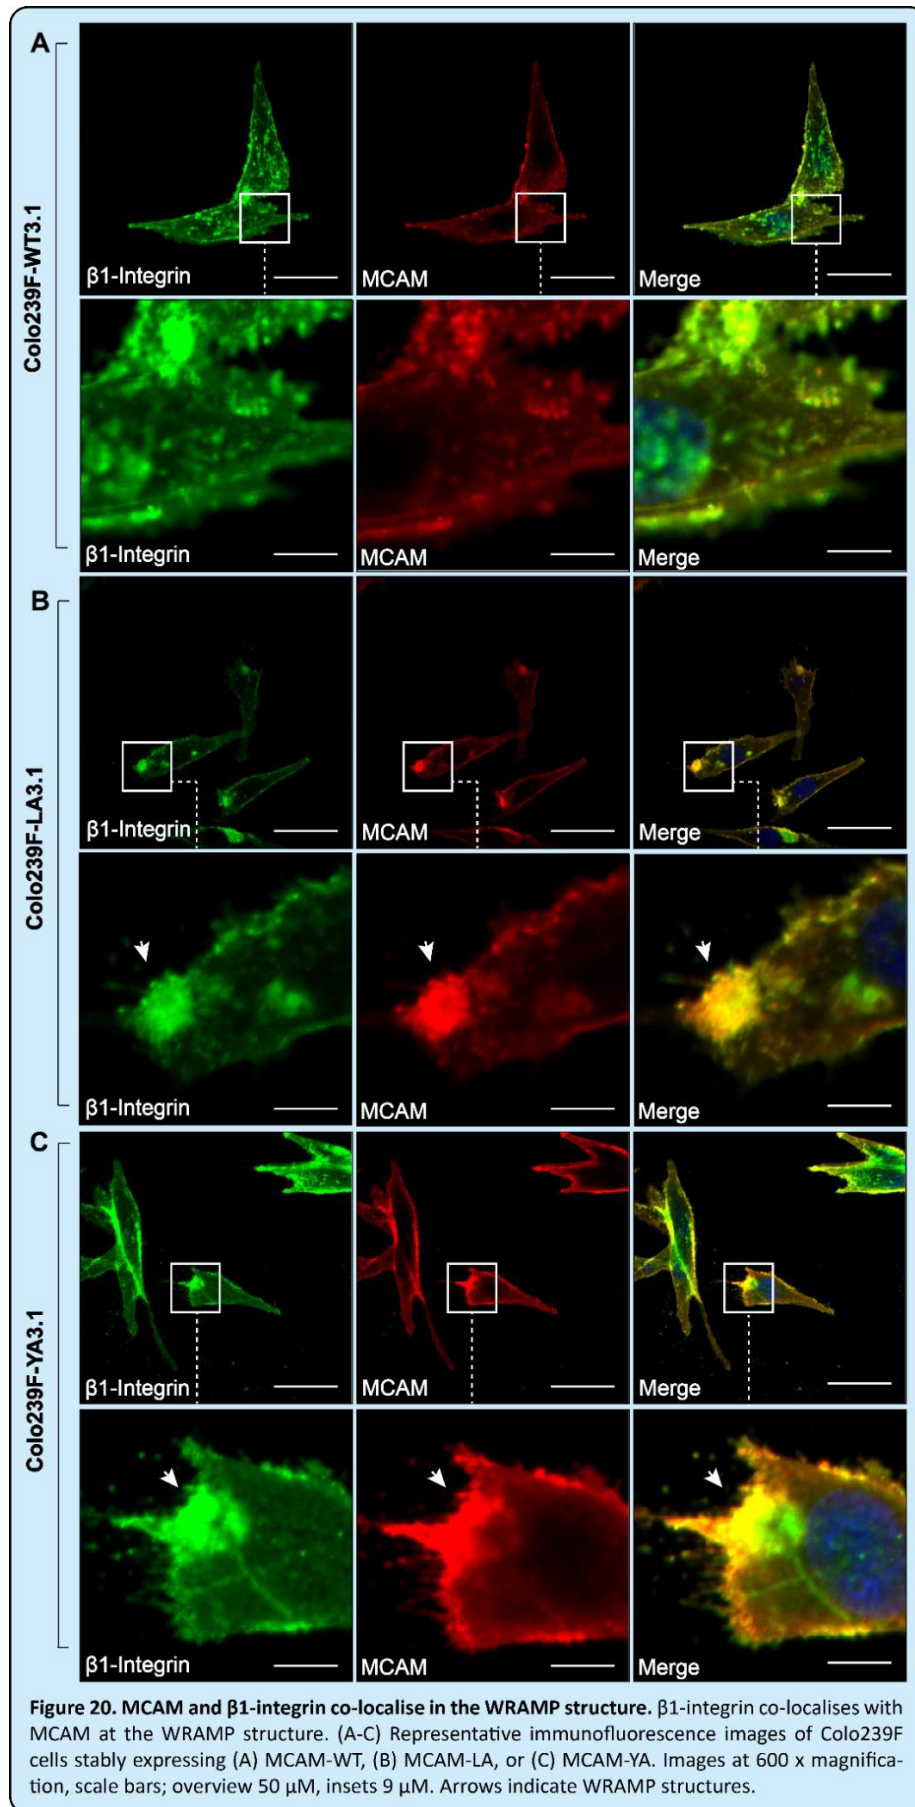 A
Colo239F-WT3.1
β1-Integrin
MCAM
Merge
β1-Integrin
MCAM
Merge
B
Colo239F-LA3.1
β1-Integrin
MCAM
Merge
β1-Integrin
MCAM
Merge
C
Colo239F-YA3.1
β1-Integrin
MCAM
Merge
β1-Integrin
MCAM
Merge
Figure 20. MCAM and β1-integrin co-localise in the WRAMP structure. β1-integrin co-localises with
MCAM at the WRAMP structure. (A-C) Representative immunofluorescence images of Colo239F
cells stably expressing (A) MCAM-WT, (B) MCAM-LA, or (C) MCAM-YA. Images at 600 x magnifica-
tion, scale bars; overview 50 µM, insets 9 µM. Arrows indicate WRAMP structures.